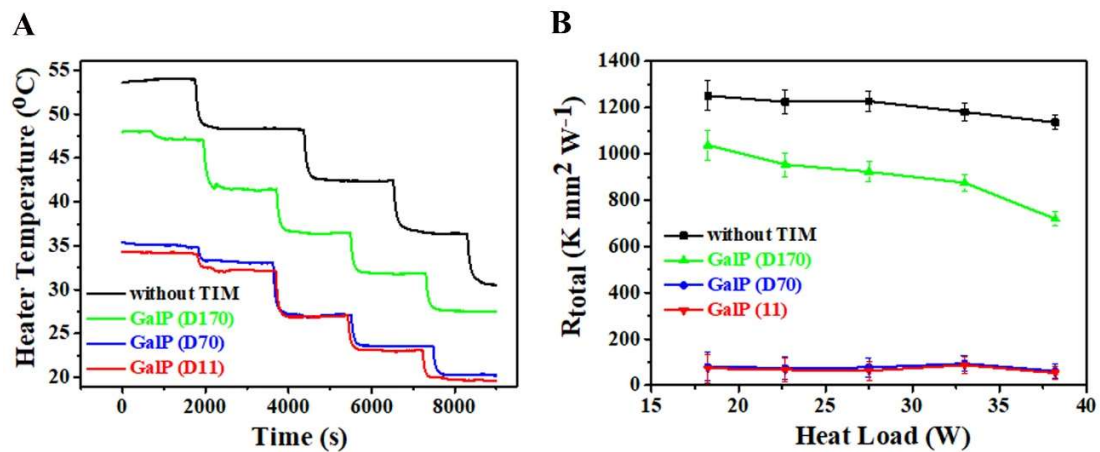 A
Heater Temperature (⁰C)
55
50
45
40
35
30
25
20
without TIM
GaIP (D170)
GaIP (D70)
GaIP (D11)
0 2000 4000 6000 8000
Time (s)
B
Rtotal (K mm² W⁻¹)
1400
1200
1000
800
600
400
200
0
without TIM
GaIP (D170)
GaIP (D70)
GaIP (11)
15 20 25 30 35 40
Heat Load (W)